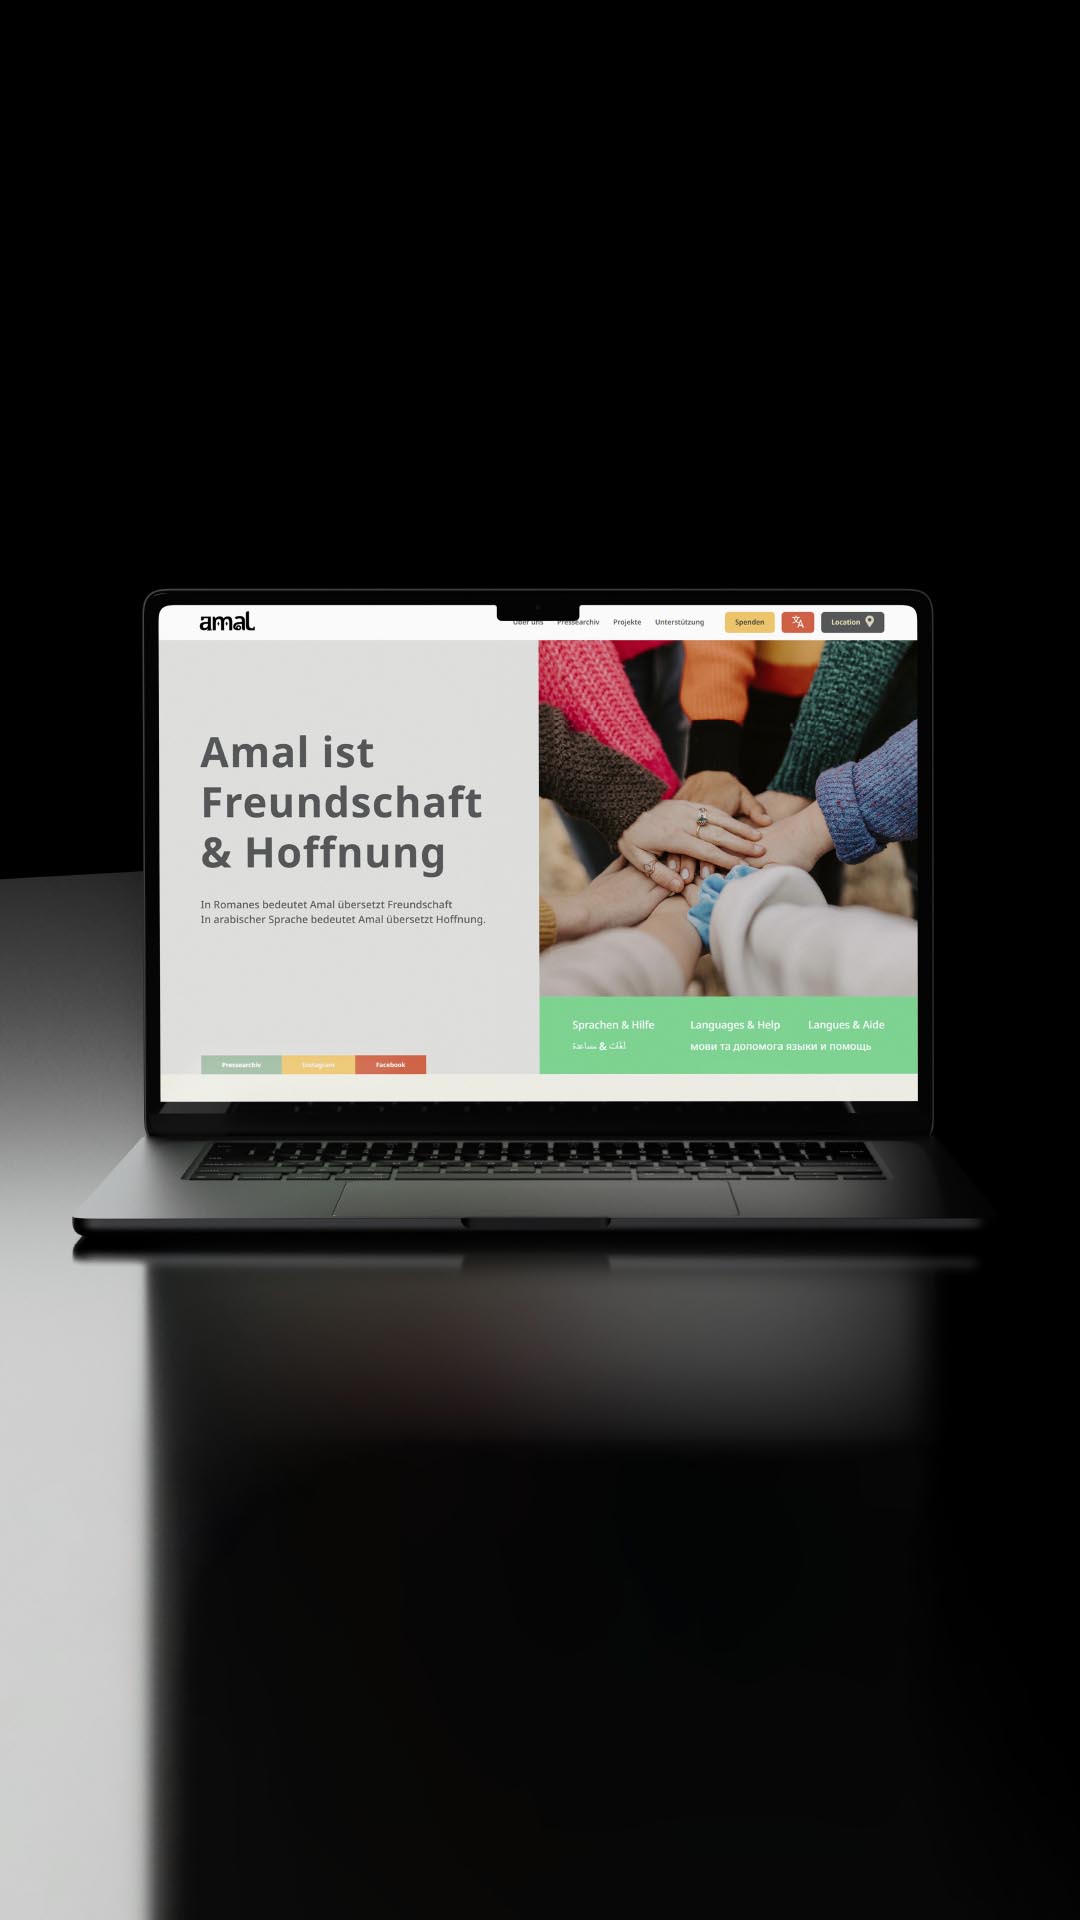 amal
Über uns Pressearchiv Projekte Unterstützung Spenden Location
Amal ist
Freundschaft
& Hoffnung
In Romanes bedeutet Amal übersetzt Freundschaft
In arabischer Sprache bedeutet Amal übersetzt Hoffnung.
Sprachen & Hilfe Languages & Help Langues & Aide
لغات & مساعدة мови та допомога языки и помощь
Pressearchiv Instagram Facebook